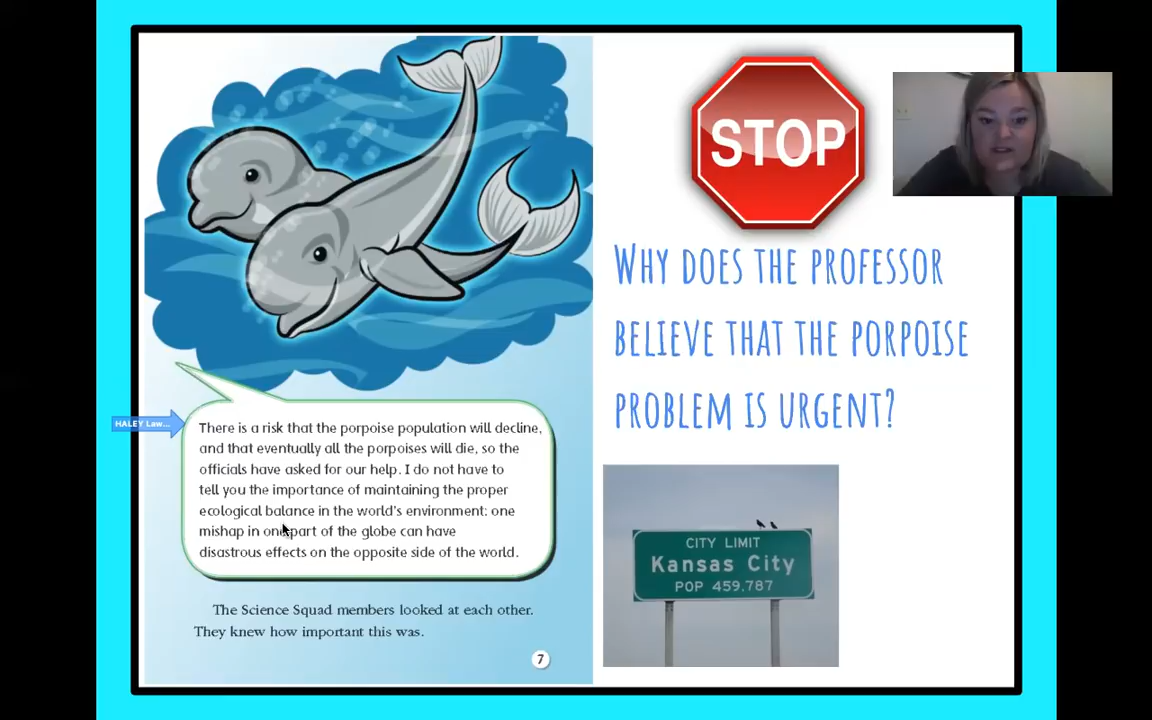 There is a risk that the porpoise population will decline,
and that eventually all the porpoises will die, so the
officials have asked for our help. I do not have to
tell you the importance of maintaining the proper
ecological balance in the world's environment: one
mishap in one part of the globe can have
disastrous effects on the opposite side of the world.
The Science Squad members looked at each other.
They knew how important this was.
7
HALEY Law...
STOP
WHY DOES THE PROFESSOR
BELIEVE THAT THE PORPOISE
PROBLEM IS URGENT?
CITY LIMIT
Kansas City
POP 459.787